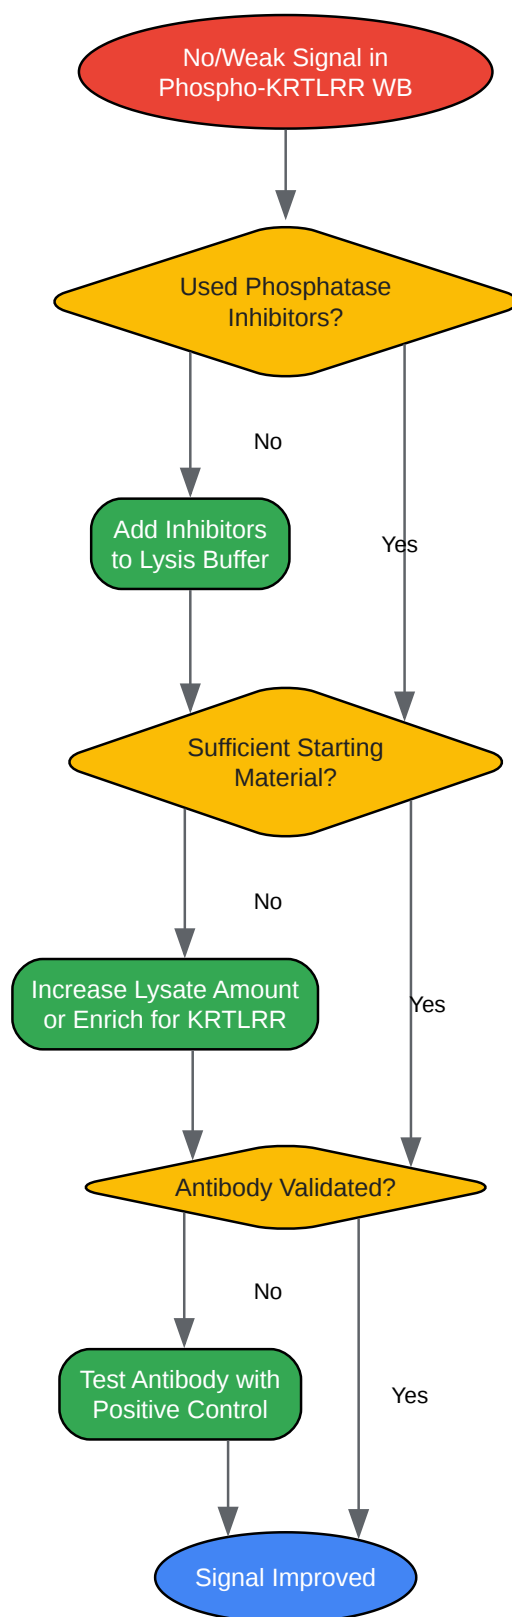 No/Weak Signal in
Phospho-KRTLRR WB
Used Phosphatase
Inhibitors?
No
Add Inhibitors
to Lysis Buffer
Yes
Sufficient Starting
Material?
No
Increase Lysate Amount
or Enrich for KRTLRR
Yes
Antibody Validated?
No
Test Antibody with
Positive Control
Yes
Signal Improved